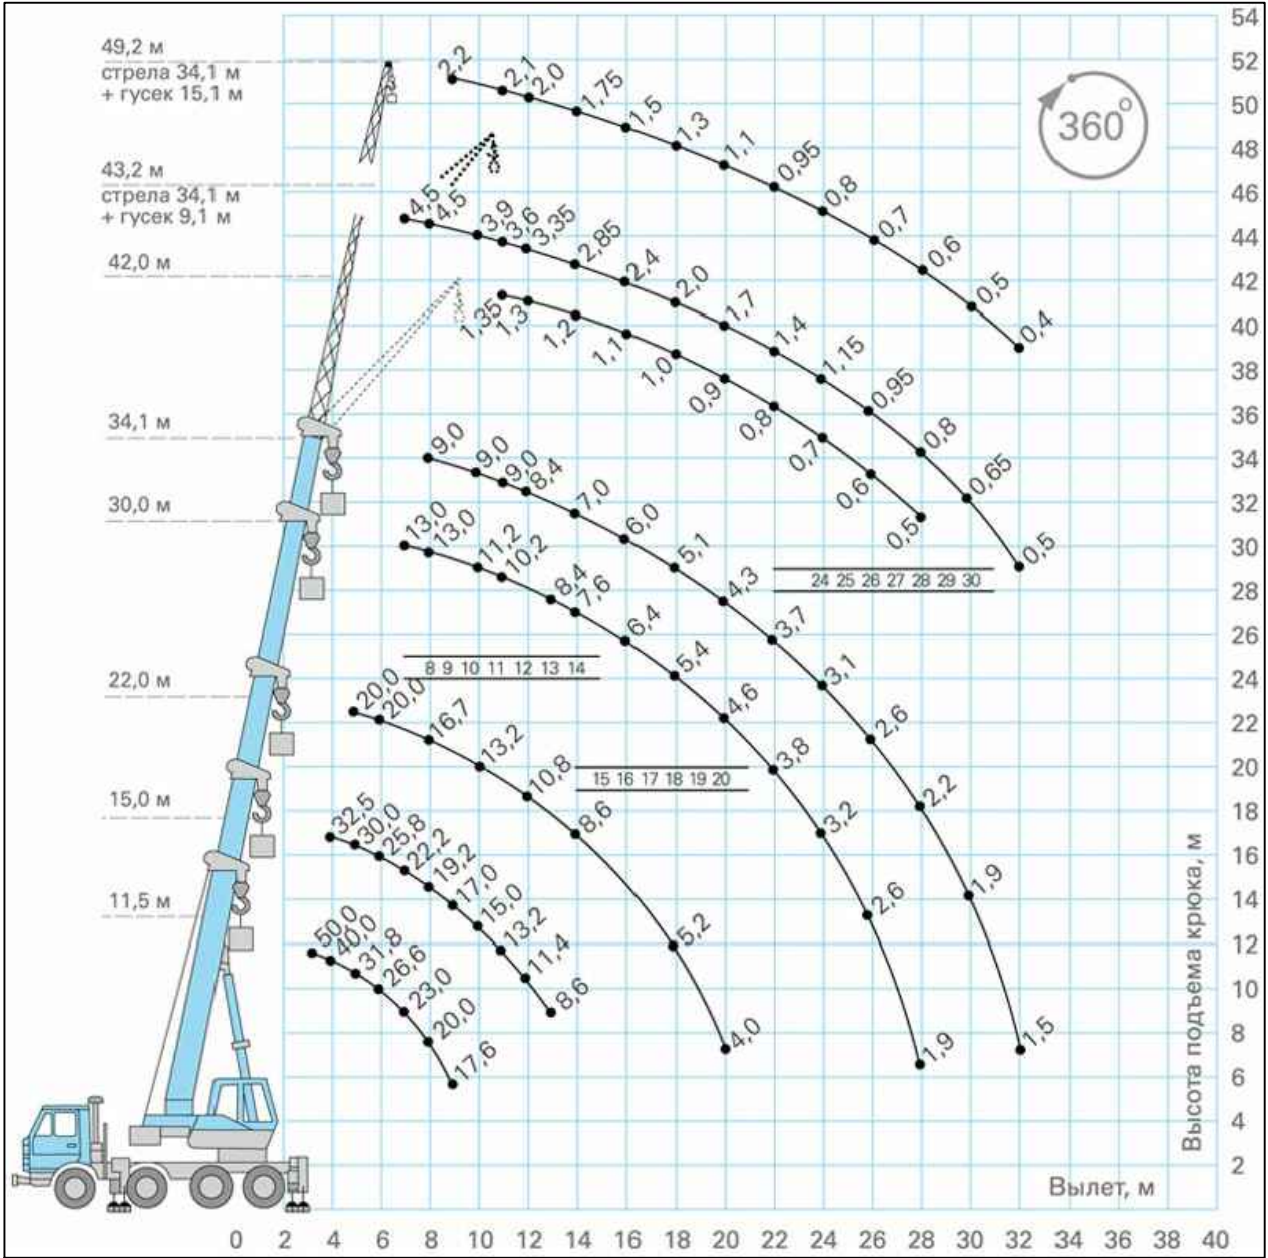 54
49,2 м
стрела 34,1 м
+ гусек 15,1 м
52
50
48
46
44
42
40
38
36
34
32
30
28
26
24
22
20
18
16
14
12
10
8
6
4
2
360°
43,2 м
стрела 34,1 м
+ гусек 9,1 м
42,0 м
34,1 м
30,0 м
22,0 м
15,0 м
11,5 м
2,2 2,1 2,0 1,75 1,5 1,3 1,1 0,95 0,8 0,7 0,6 0,5 0,4
4,5 4,5 3,9 3,6 3,35 2,85 2,4 2,0 1,7 1,4 1,15 0,95 0,8 0,65 0,5
1,35 1,3 1,2 1,1 1,0 0,9 0,8 0,7 0,6 0,5
9,0 9,0 9,0 8,4 7,0 6,0 5,1 4,3 3,7 3,1 2,6 2,2 1,9 1,5
24 25 26 27 28 29 30
13,0 13,0 11,2 10,2 8,4 7,6 6,4 5,4 4,6 3,8 3,2 2,6 1,9
8 9 10 11 12 13 14
20,0 20,0 16,7 13,2 10,8 8,6 5,2 4,0
15 16 17 18 19 20
32,5 30,0 25,8 22,2 19,2 17,0 15,0 13,2 11,4 8,6
50,0 40,0 31,8 26,6 23,0 20,0 17,6
Высота подъема крюка, м
Вылет, м
0 2 4 6 8 10 12 14 16 18 20 22 24 26 28 30 32 34 36 38 40